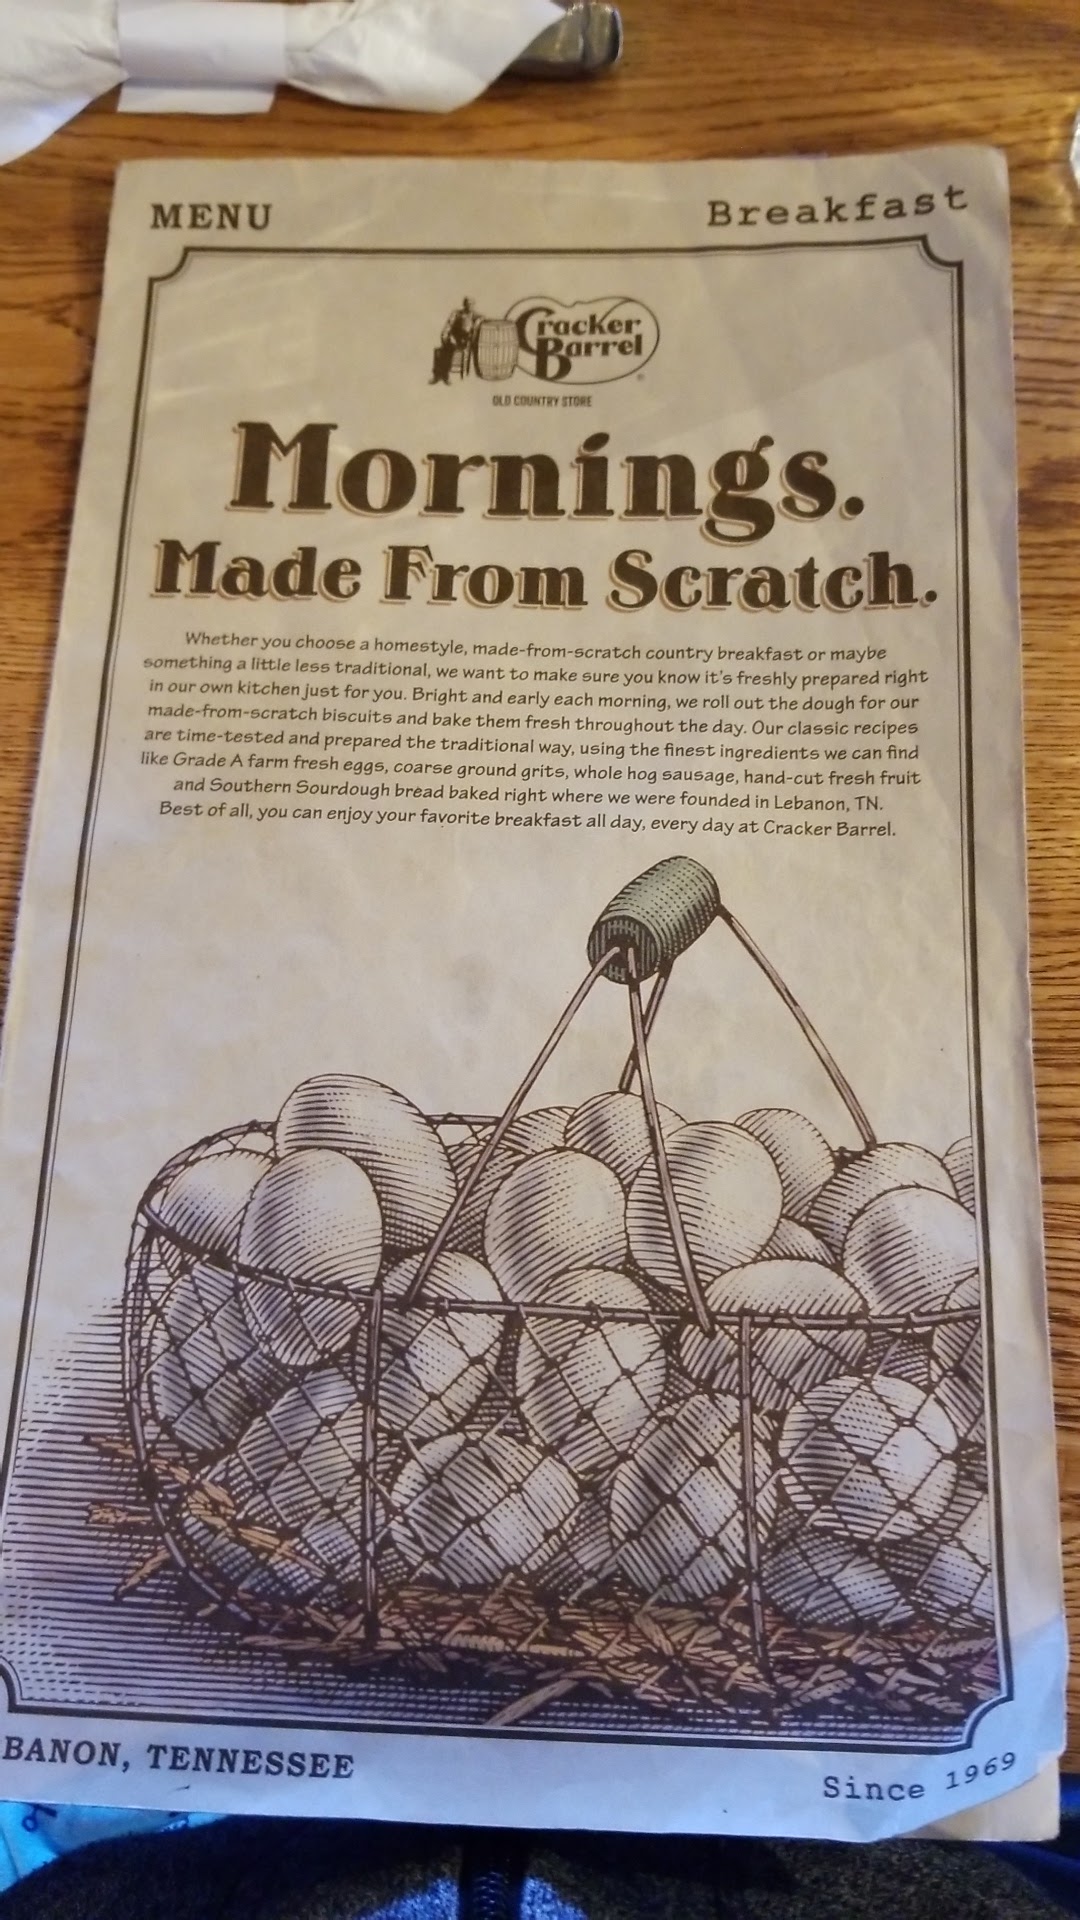 MENU
Breakfast
Cracker
Barrel
OLD COUNTRY STORE
Mornings.
Made From Scratch.
Whether you choose a homestyle, made-from-scratch country breakfast or maybe
something a little less traditional, we want to make sure you know it's freshly prepared right
in our own kitchen just for you. Bright and early each morning, we roll out the dough for our
made-from-scratch biscuits and bake them fresh throughout the day. Our classic recipes
are time-tested and prepared the traditional way, using the finest ingredients we can find
like Grade A farm fresh eggs, coarse ground grits, whole hog sausage, hand-cut fresh fruit
and Southern Sourdough bread baked right where we were founded in Lebanon, TN.
Best of all, you can enjoy your favorite breakfast all day, every day at Cracker Barrel.
BANON, TENNESSEE
Since 1969